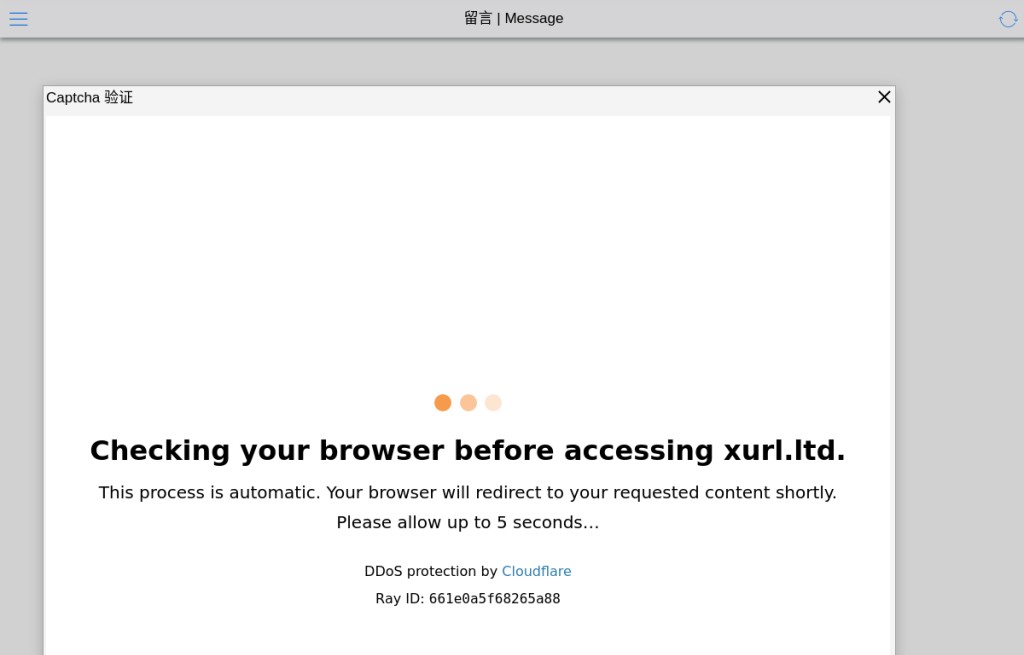 留言 | Message
Captcha 验证
Checking your browser before accessing xurl.ltd.
This process is automatic. Your browser will redirect to your requested content shortly.
Please allow up to 5 seconds…
DDoS protection by Cloudflare
Ray ID: 661e0a5f68265a88